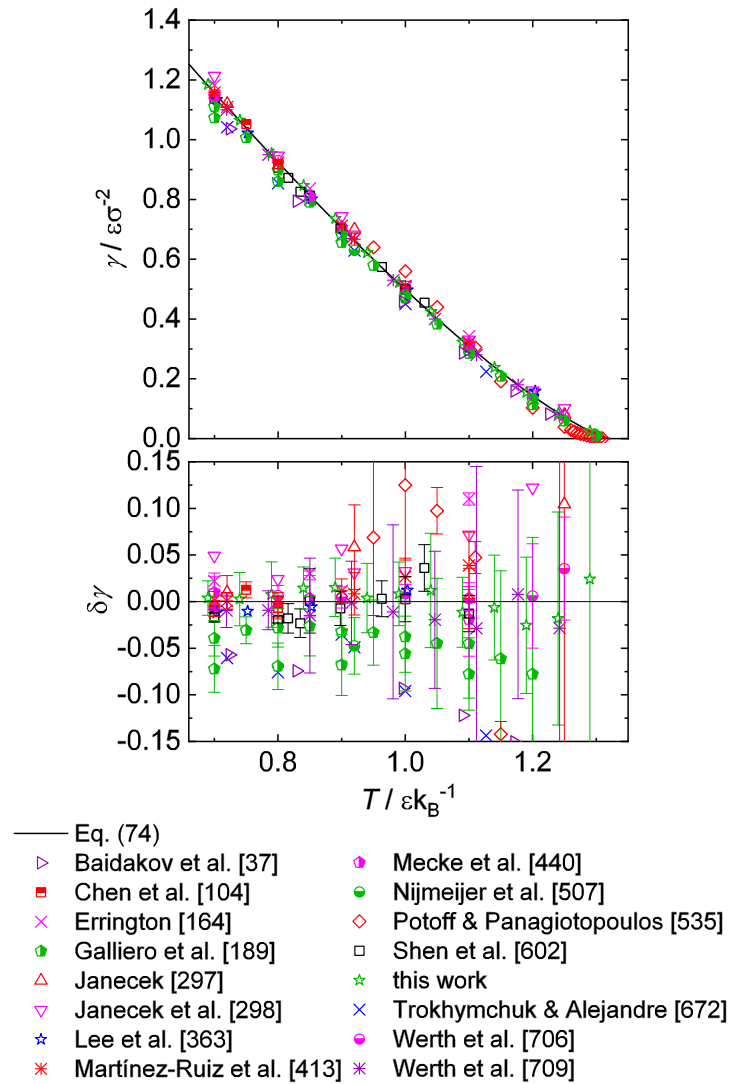 1.4
1.2
1.0
0.8
0.6
0.4
0.2
0.0
γ / εσ⁻²
0.15
0.10
0.05
0.00
-0.05
-0.10
-0.15
δγ
0.8 1.0 1.2
T / εk_B⁻¹
Eq. (74)
Baidakov et al. [37]
Chen et al. [104]
Errington [164]
Galliero et al. [189]
Janecek [297]
Janecek et al. [298]
Lee et al. [363]
Martínez-Ruiz et al. [413]
Mecke et al. [440]
Nijmeijer et al. [507]
Potoff & Panagiotopoulos [535]
Shen et al. [602]
this work
Trokhymchuk & Alejandre [672]
Werth et al. [706]
Werth et al. [709]